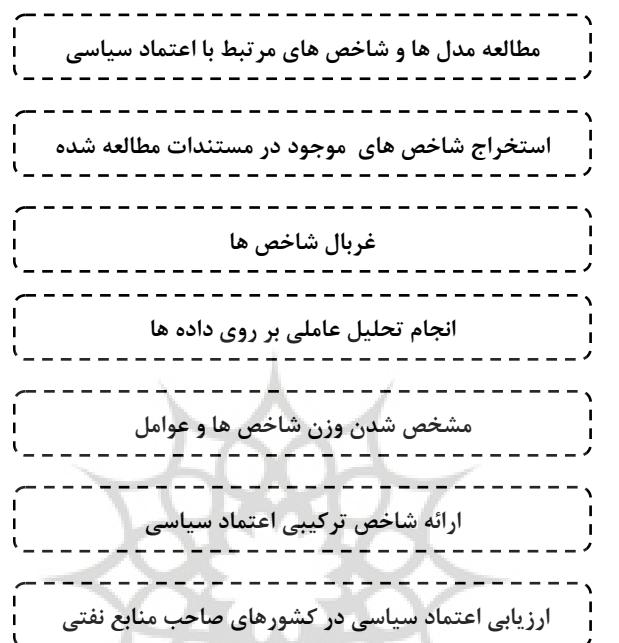 مطالعه مدل ها و شاخص های مرتبط با اعتماد سیاسی
استخراج شاخص های موجود در مستندات مطالعه شده
غربال شاخص ها
انجام تحلیل عاملی بر روی داده ها
مشخص شدن وزن شاخص ها و عوامل
ارائه شاخص ترکیبی اعتماد سیاسی
ارزیابی اعتماد سیاسی در کشورهای صاحب منابع نفتی